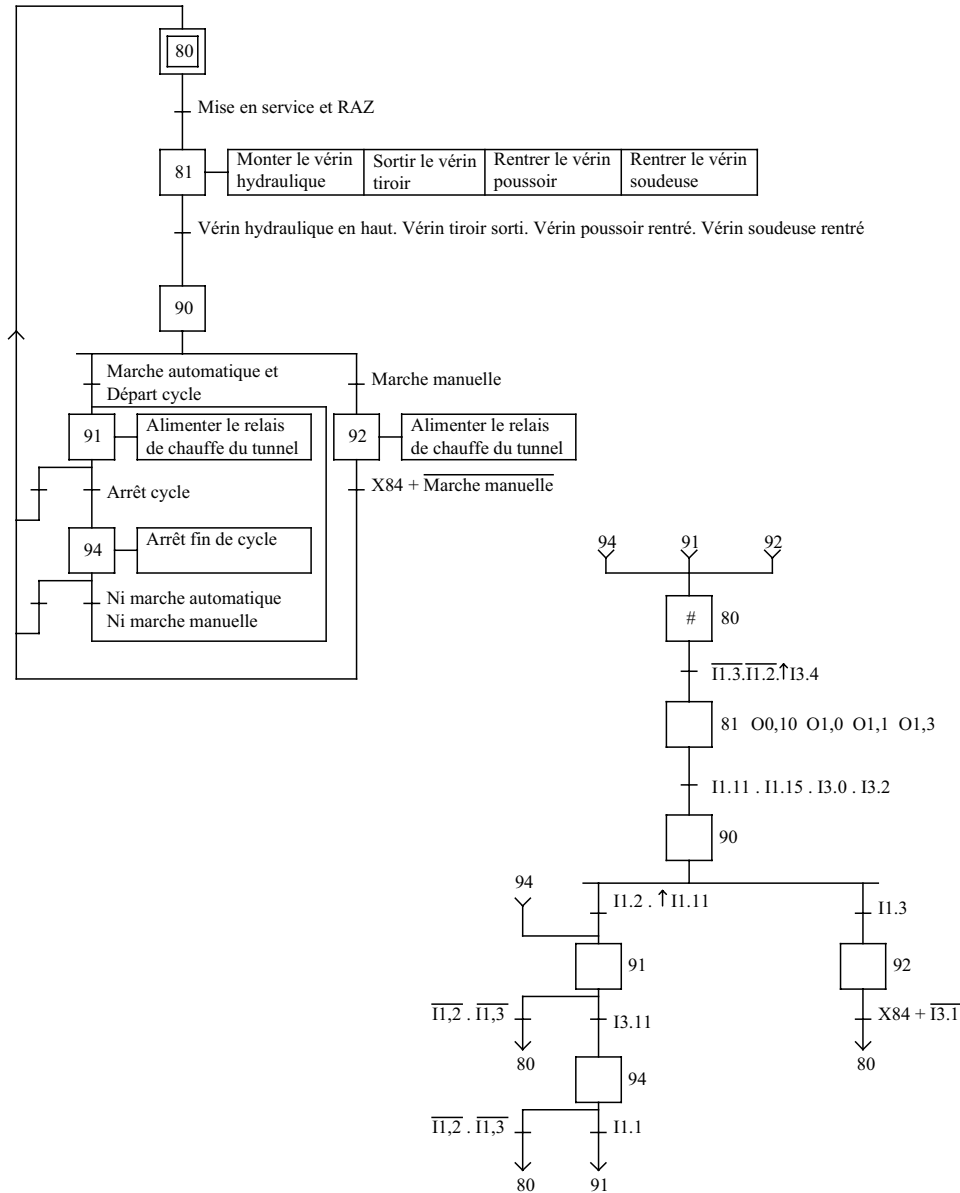 80
Mise en service et RAZ
81
Monter le vérin
hydraulique
Sortir le vérin
tiroir
Rentrer le vérin
poussoir
Rentrer le vérin
soudeuse
Vérin hydraulique en haut. Vérin tiroir sorti. Vérin poussoir rentré. Vérin soudeuse rentré
90
Marche automatique et
Départ cycle
Marche manuelle
91
Alimenter le relais
de chauffe du tunnel
92
Alimenter le relais
de chauffe du tunnel
Arrêt cycle
X84 + Marche manuelle
94
Arrêt fin de cycle
Ni marche automatique
Ni marche manuelle
94 91 92
# 80
I1.3.I1.2.↑I3.4
81 O0,10 O1,0 O1,1 O1,3
I1.11 . I1.15 . I3.0 . I3.2
90
94
I1.2 . ↑I1.11
I1.3
91
92
I1,2 . I1,3
I3.11
X84 + I3.1
80
80
94
I1,2 . I1,3
I1.1
80
91